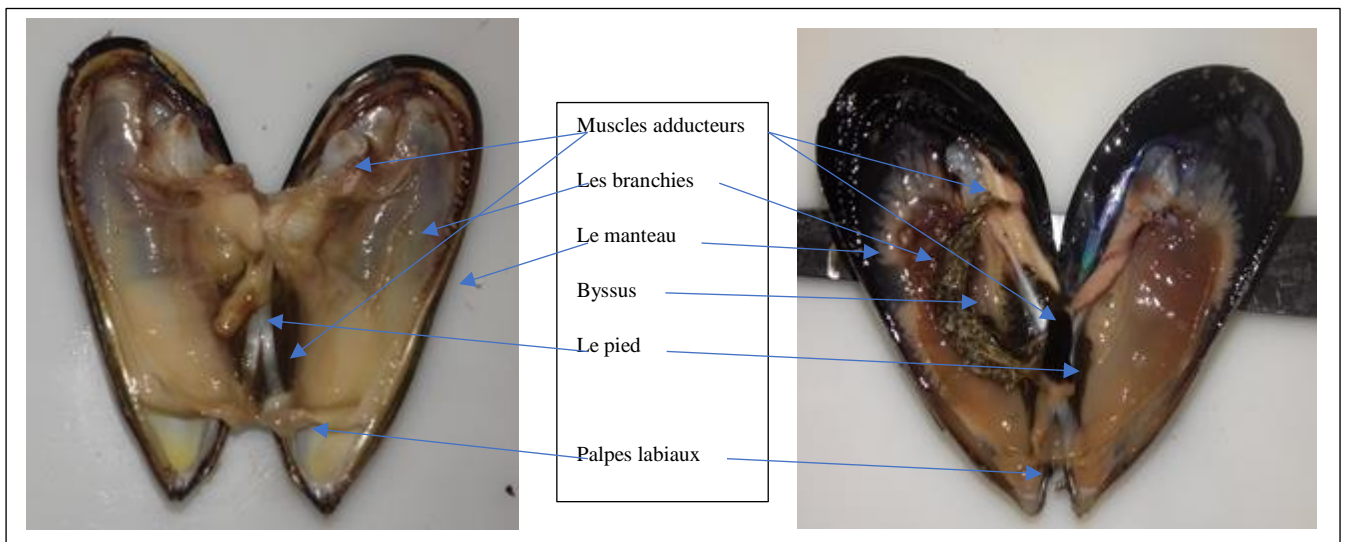 Muscles adducteurs
Les branchies
Le manteau
Byssus
Le pied
Palpes labiaux